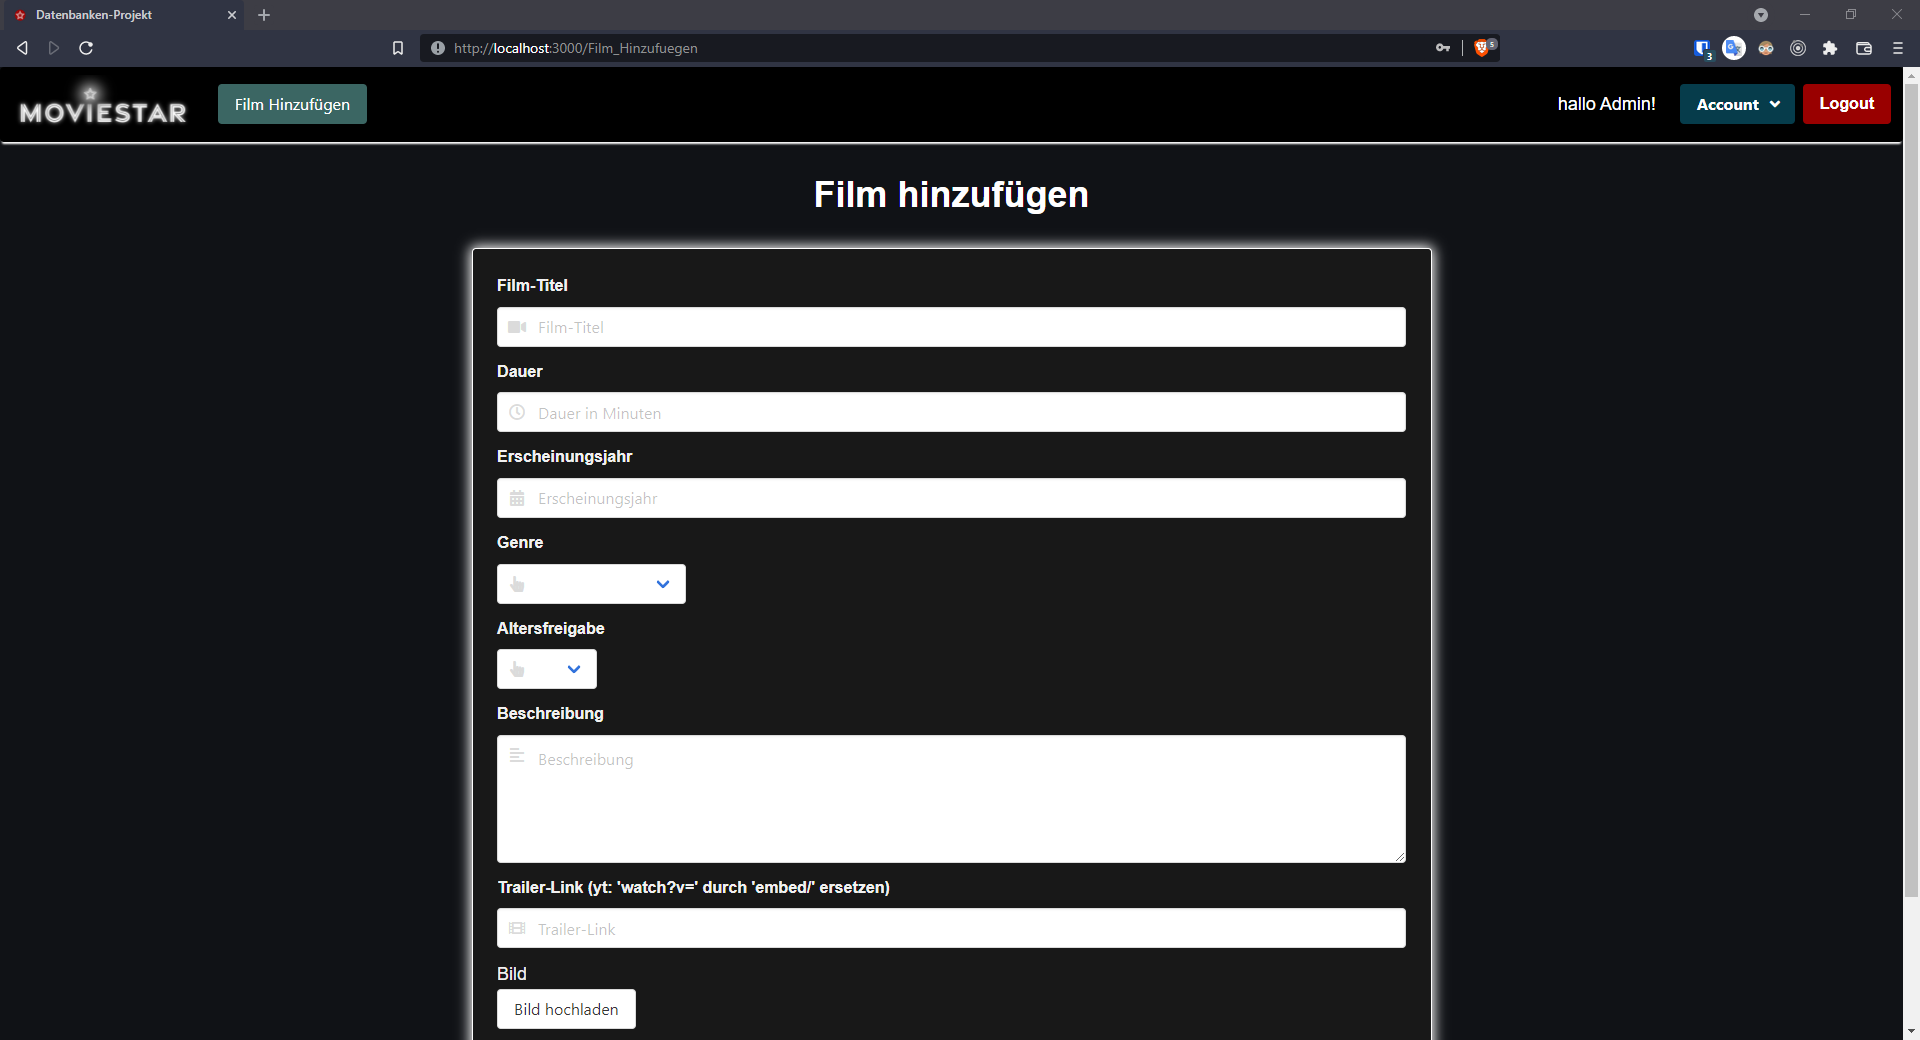 Datenbanken-Projekt
http://localhost:3000/Film_Hinzufuegen
5
3
MOVIESTAR
Film Hinzufügen
hallo Admin!
Account
Logout
Film hinzufügen
Film-Titel
Film-Titel
Dauer
Dauer in Minuten
Erscheinungsjahr
Erscheinungsjahr
Genre
Altersfreigabe
Beschreibung
Beschreibung
Trailer-Link (yt: 'watch?v=' durch 'embed/' ersetzen)
Trailer-Link
Bild
Bild hochladen